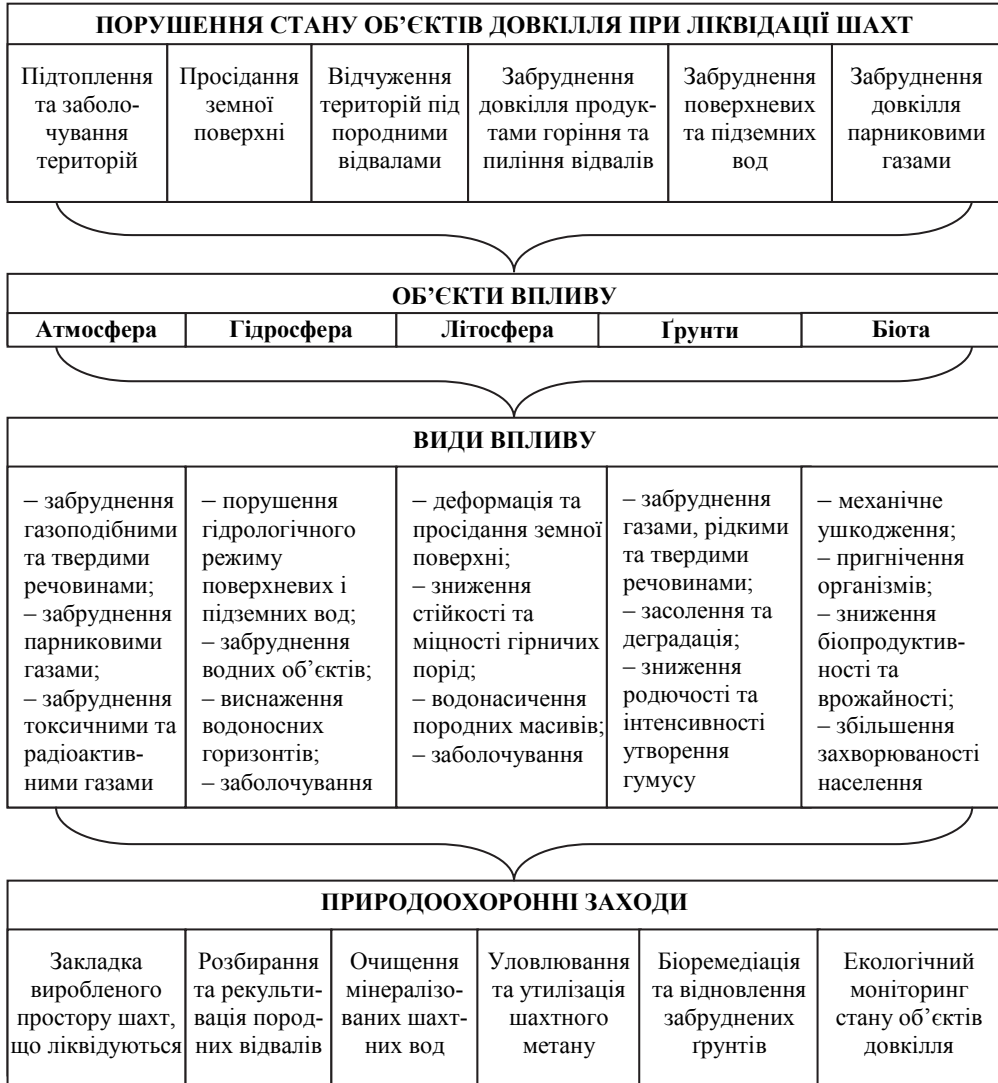 ПОРУШЕННЯ СТАНУ ОБ’ЄКТІВ ДОВКІЛЛЯ ПРИ ЛІКВІДАЦІЇ ШАХТ
Підтоплення
та заболо-
чування
територій
Просідання
земної
поверхні
Відчуження
територій під
породними
відвалами
Забруднення
довкілля продук-
тами горіння та
пиління відвалів
Забруднення
поверхневих
та підземних
вод
Забруднення
довкілля
парниковими
газами
ОБ’ЄКТИ ВПЛИВУ
Атмосфера
Гідросфера
Літосфера
Ґрунти
Біота
ВИДИ ВПЛИВУ
– забруднення
газоподібними
та твердими
речовинами;
– забруднення
парниковими
газами;
– забруднення
токсичними та
радіоактив-
ними газами
– порушення
гідрологічного
режиму
поверхневих і
підземних вод;
– забруднення
водних об’єктів;
– виснаження
водоносних
горизонтів;
– заболочування
– деформація та
просідання земної
поверхні;
– зниження
стійкості та
міцності гірничих
порід;
– водонасичення
породних масивів;
– заболочування
– забруднення
газами, рідкими
та твердими
речовинами;
– засолення та
деградація;
– зниження
родючості та
інтенсивності
утворення
гумусу
– механічне
ушкодження;
– пригнічення
організмів;
– зниження
біопродуктив-
ності та
врожайності;
– збільшення
захворюваності
населення
ПРИРОДООХОРОННІ ЗАХОДИ
Закладка
виробленого
простору шахт,
що ліквідуються
Розбирання
та рекульти-
вація пород-
них відвалів
Очищення
мінералізо-
ваних шахт-
них вод
Уловлювання
та утилізація
шахтного
метану
Біоремедіація
та відновлення
забруднених
ґрунтів
Екологічний
моніторинг
стану об’єктів
довкілля